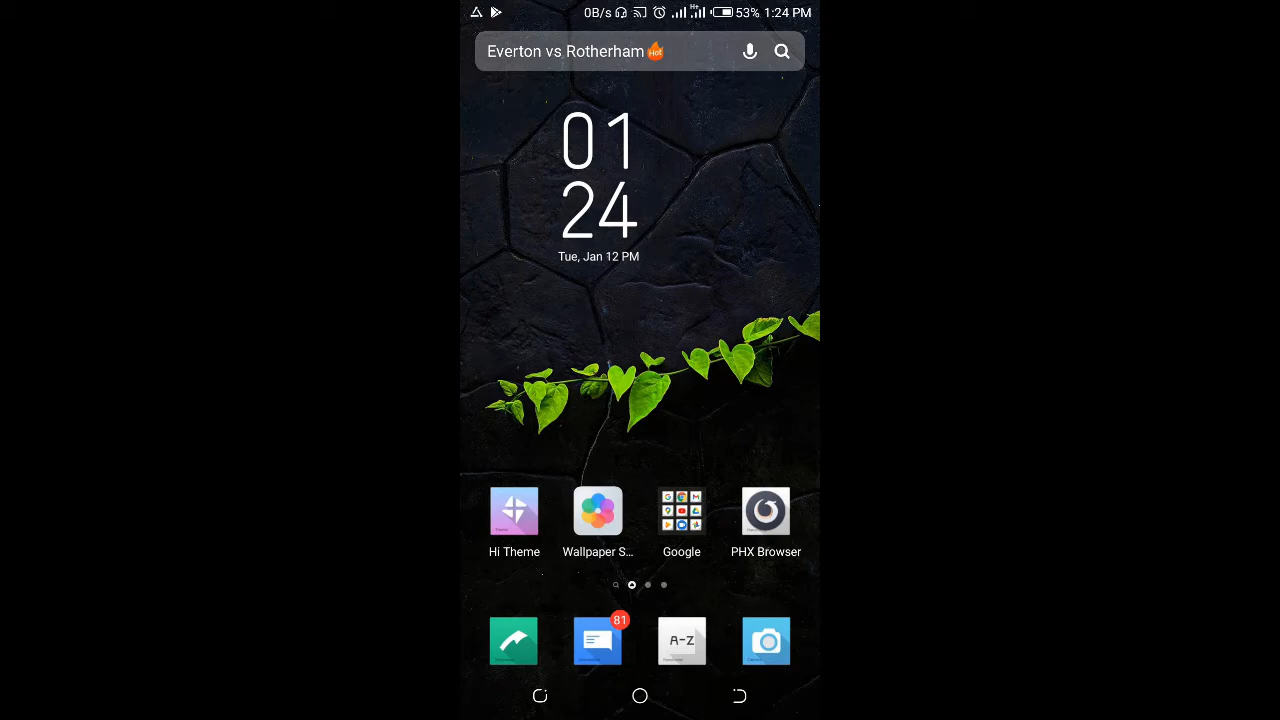 0B/s H+ 53% 1:24 PM
Everton vs Rotherham Hot
01
24
Tue, Jan 12 PM
Hi Theme
Wallpaper S...
Google
PHX Browser
81
A-Z